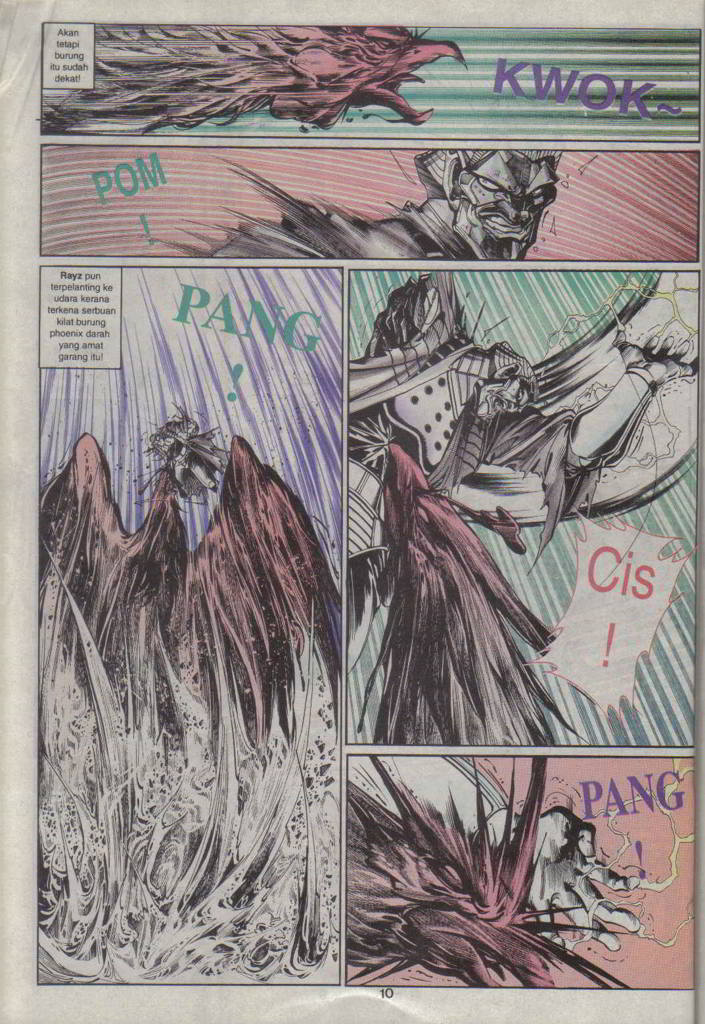 Akan
tetapi
burung
itu sudah
dekat!
KWOK~
POM
!
Rayz pun
terpelanting ke
udara kerana
terkena serbuan
kilat burung
phoenix darah
yang amat
garang itu!
PANG
!
Cis
!
PANG
!
10